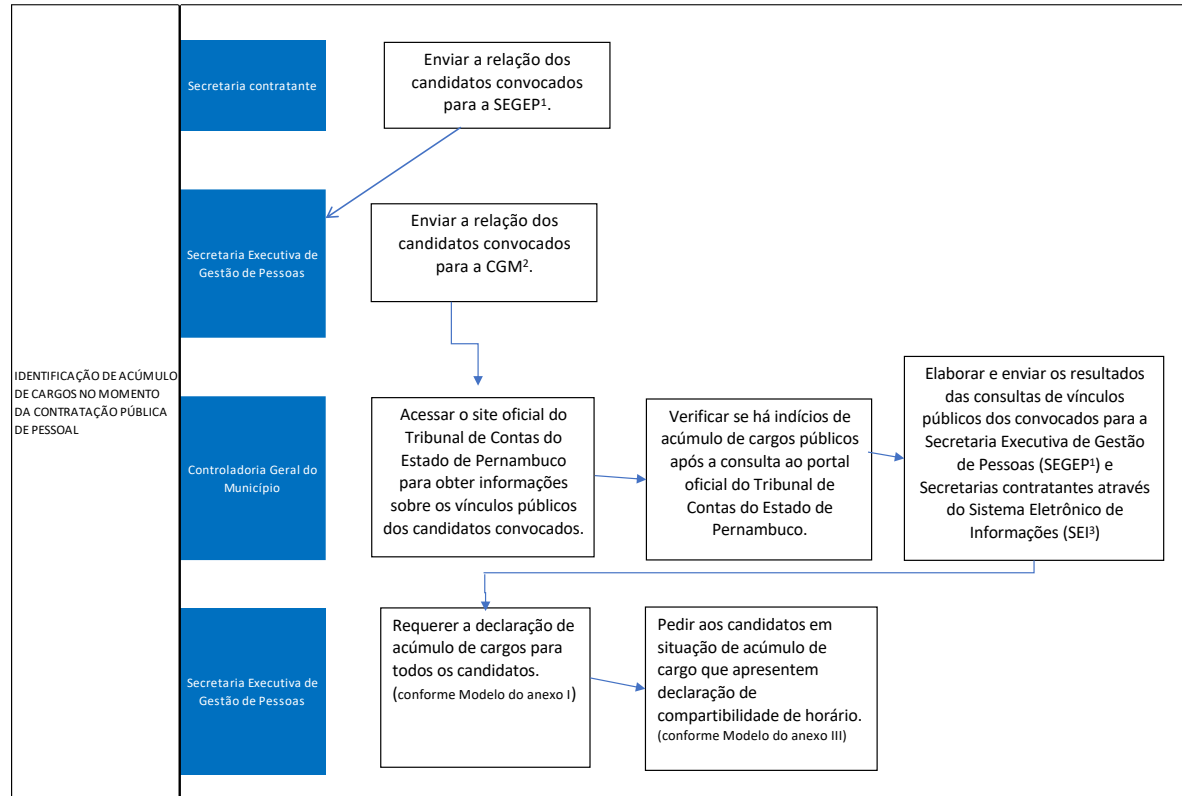 IDENTIFICAÇÃO DE ACÚMULO
DE CARGOS NO MOMENTO
DA CONTRATAÇÃO PÚBLICA
DE PESSOAL
Secretaria contratante
Enviar a relação dos
candidatos convocados
para a SEGEP¹.
Secretaria Executiva de
Gestão de Pessoas
Enviar a relação dos
candidatos convocados
para a CGM².
Controladoria Geral do
Município
Acessar o site oficial do
Tribunal de Contas do
Estado de Pernambuco
para obter informações
sobre os vínculos públicos
dos candidatos convocados.
Verificar se há indícios de
acúmulo de cargos públicos
após a consulta ao portal
oficial do Tribunal de
Contas do Estado de
Pernambuco.
Elaborar e enviar os resultados
das consultas de vínculos
públicos dos convocados para a
Secretaria Executiva de Gestão
de Pessoas (SEGEP¹) e
Secretarias contratantes através
do Sistema Eletrônico de
Informações (SEI³)
Secretaria Executiva de
Gestão de Pessoas
Requerer a declaração de
acúmulo de cargos para
todos os candidatos.
(conforme Modelo do anexo I)
Pedir aos candidatos em
situação de acúmulo de
cargo que apresentem
declaração de
compartibilidade de horário.
(conforme Modelo do anexo III)